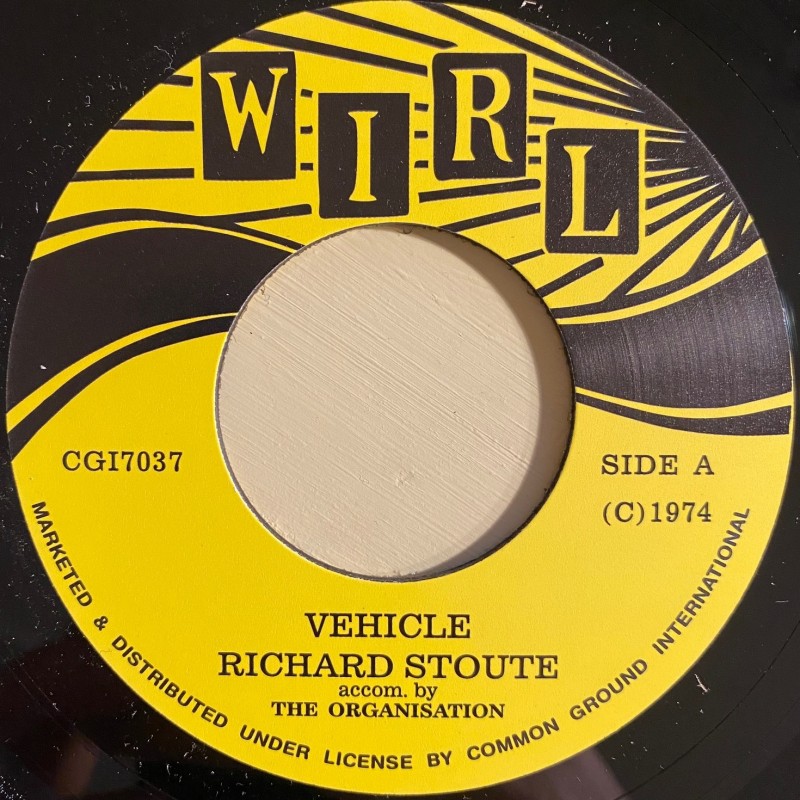 WIRL
CGI7037
SIDE A
(C)1974
VEHICLE
RICHARD STOUTE
accom. by
THE ORGANISATION
MARKETED & DISTRIBUTED UNDER LICENSE BY COMMON GROUND INTERNATIONAL